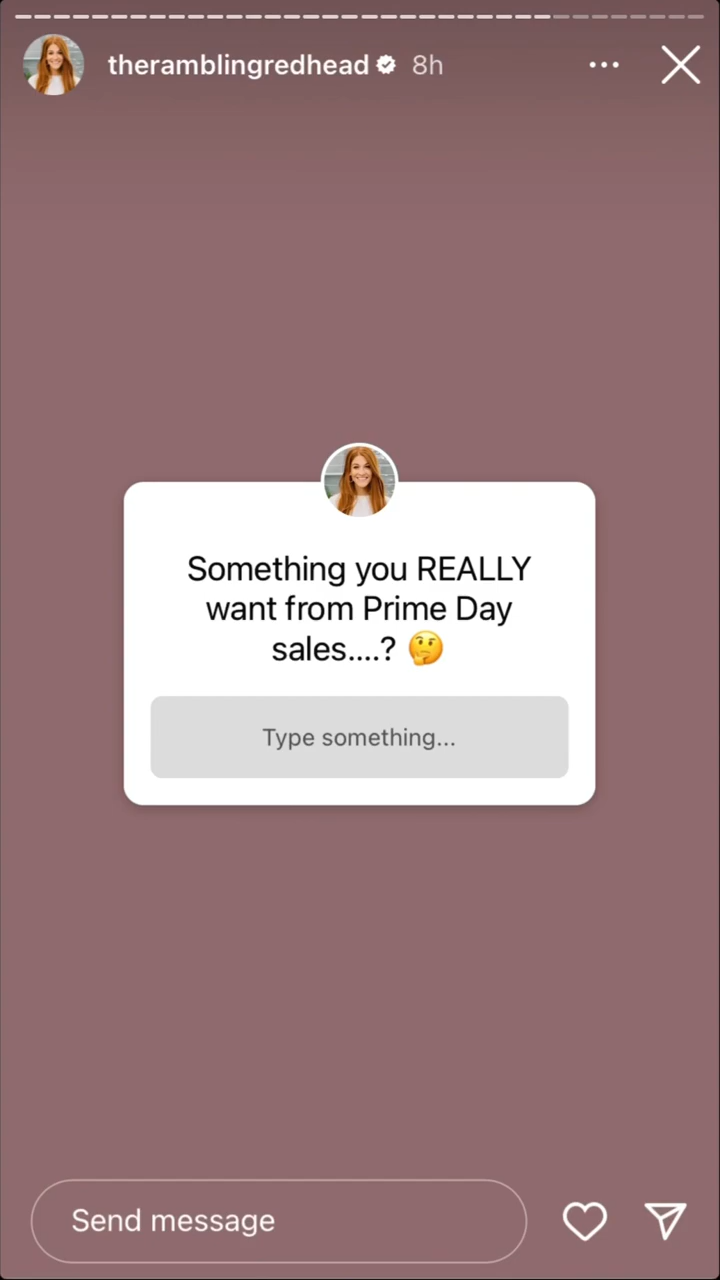 theramblingredhead 8h
Something you REALLY
want from Prime Day
sales....? 🤔
Type something...
Send message